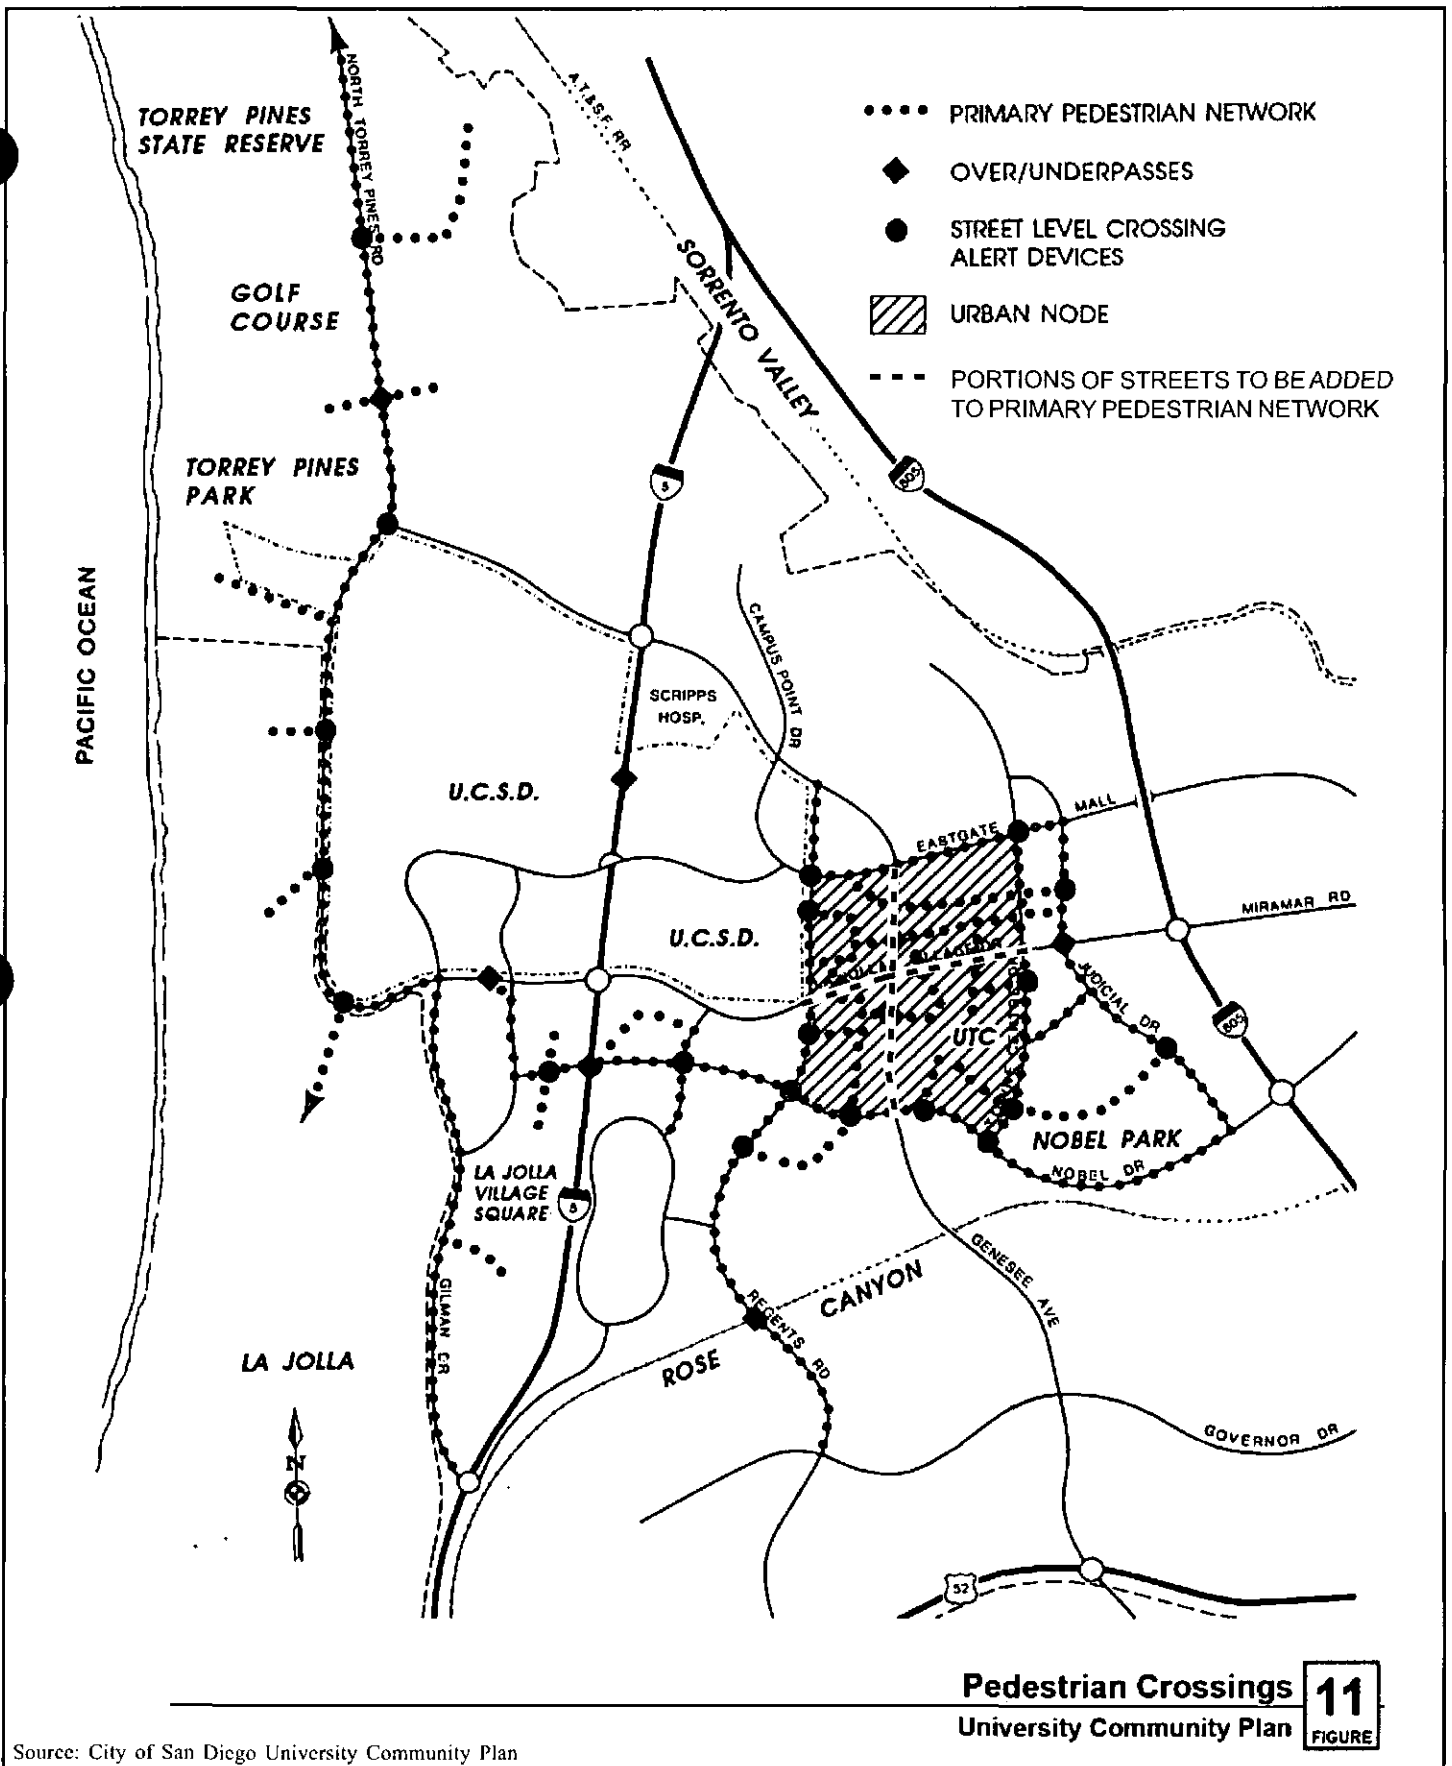 NORTH TORREY PINES RD
A.T.&S.F. RR
TORREY PINES
STATE RESERVE
PRIMARY PEDESTRIAN NETWORK
OVER/UNDERPASSES
STREET LEVEL CROSSING
ALERT DEVICES
GOLF
COURSE
URBAN NODE
SORRENTO VALLEY
PORTIONS OF STREETS TO BE ADDED
TO PRIMARY PEDESTRIAN NETWORK
TORREY PINES
PARK
5
805
PACIFIC OCEAN
CAMPUS POINT DR
SCRIPPS
HOSP.
U.C.S.D.
EASTGATE MALL
MIRAMAR RD
U.C.S.D.
JUDICIAL DR
805
UTC
NOBEL PARK
NOBEL DR
LA JOLLA
VILLAGE
SQUARE
5
GENESEE AVE
GILMAN DR
REGENTS RD
ROSE CANYON
LA JOLLA
N
GOVERNOR DR
52
Pedestrian Crossings
University Community Plan
11
FIGURE
Source: City of San Diego University Community Plan